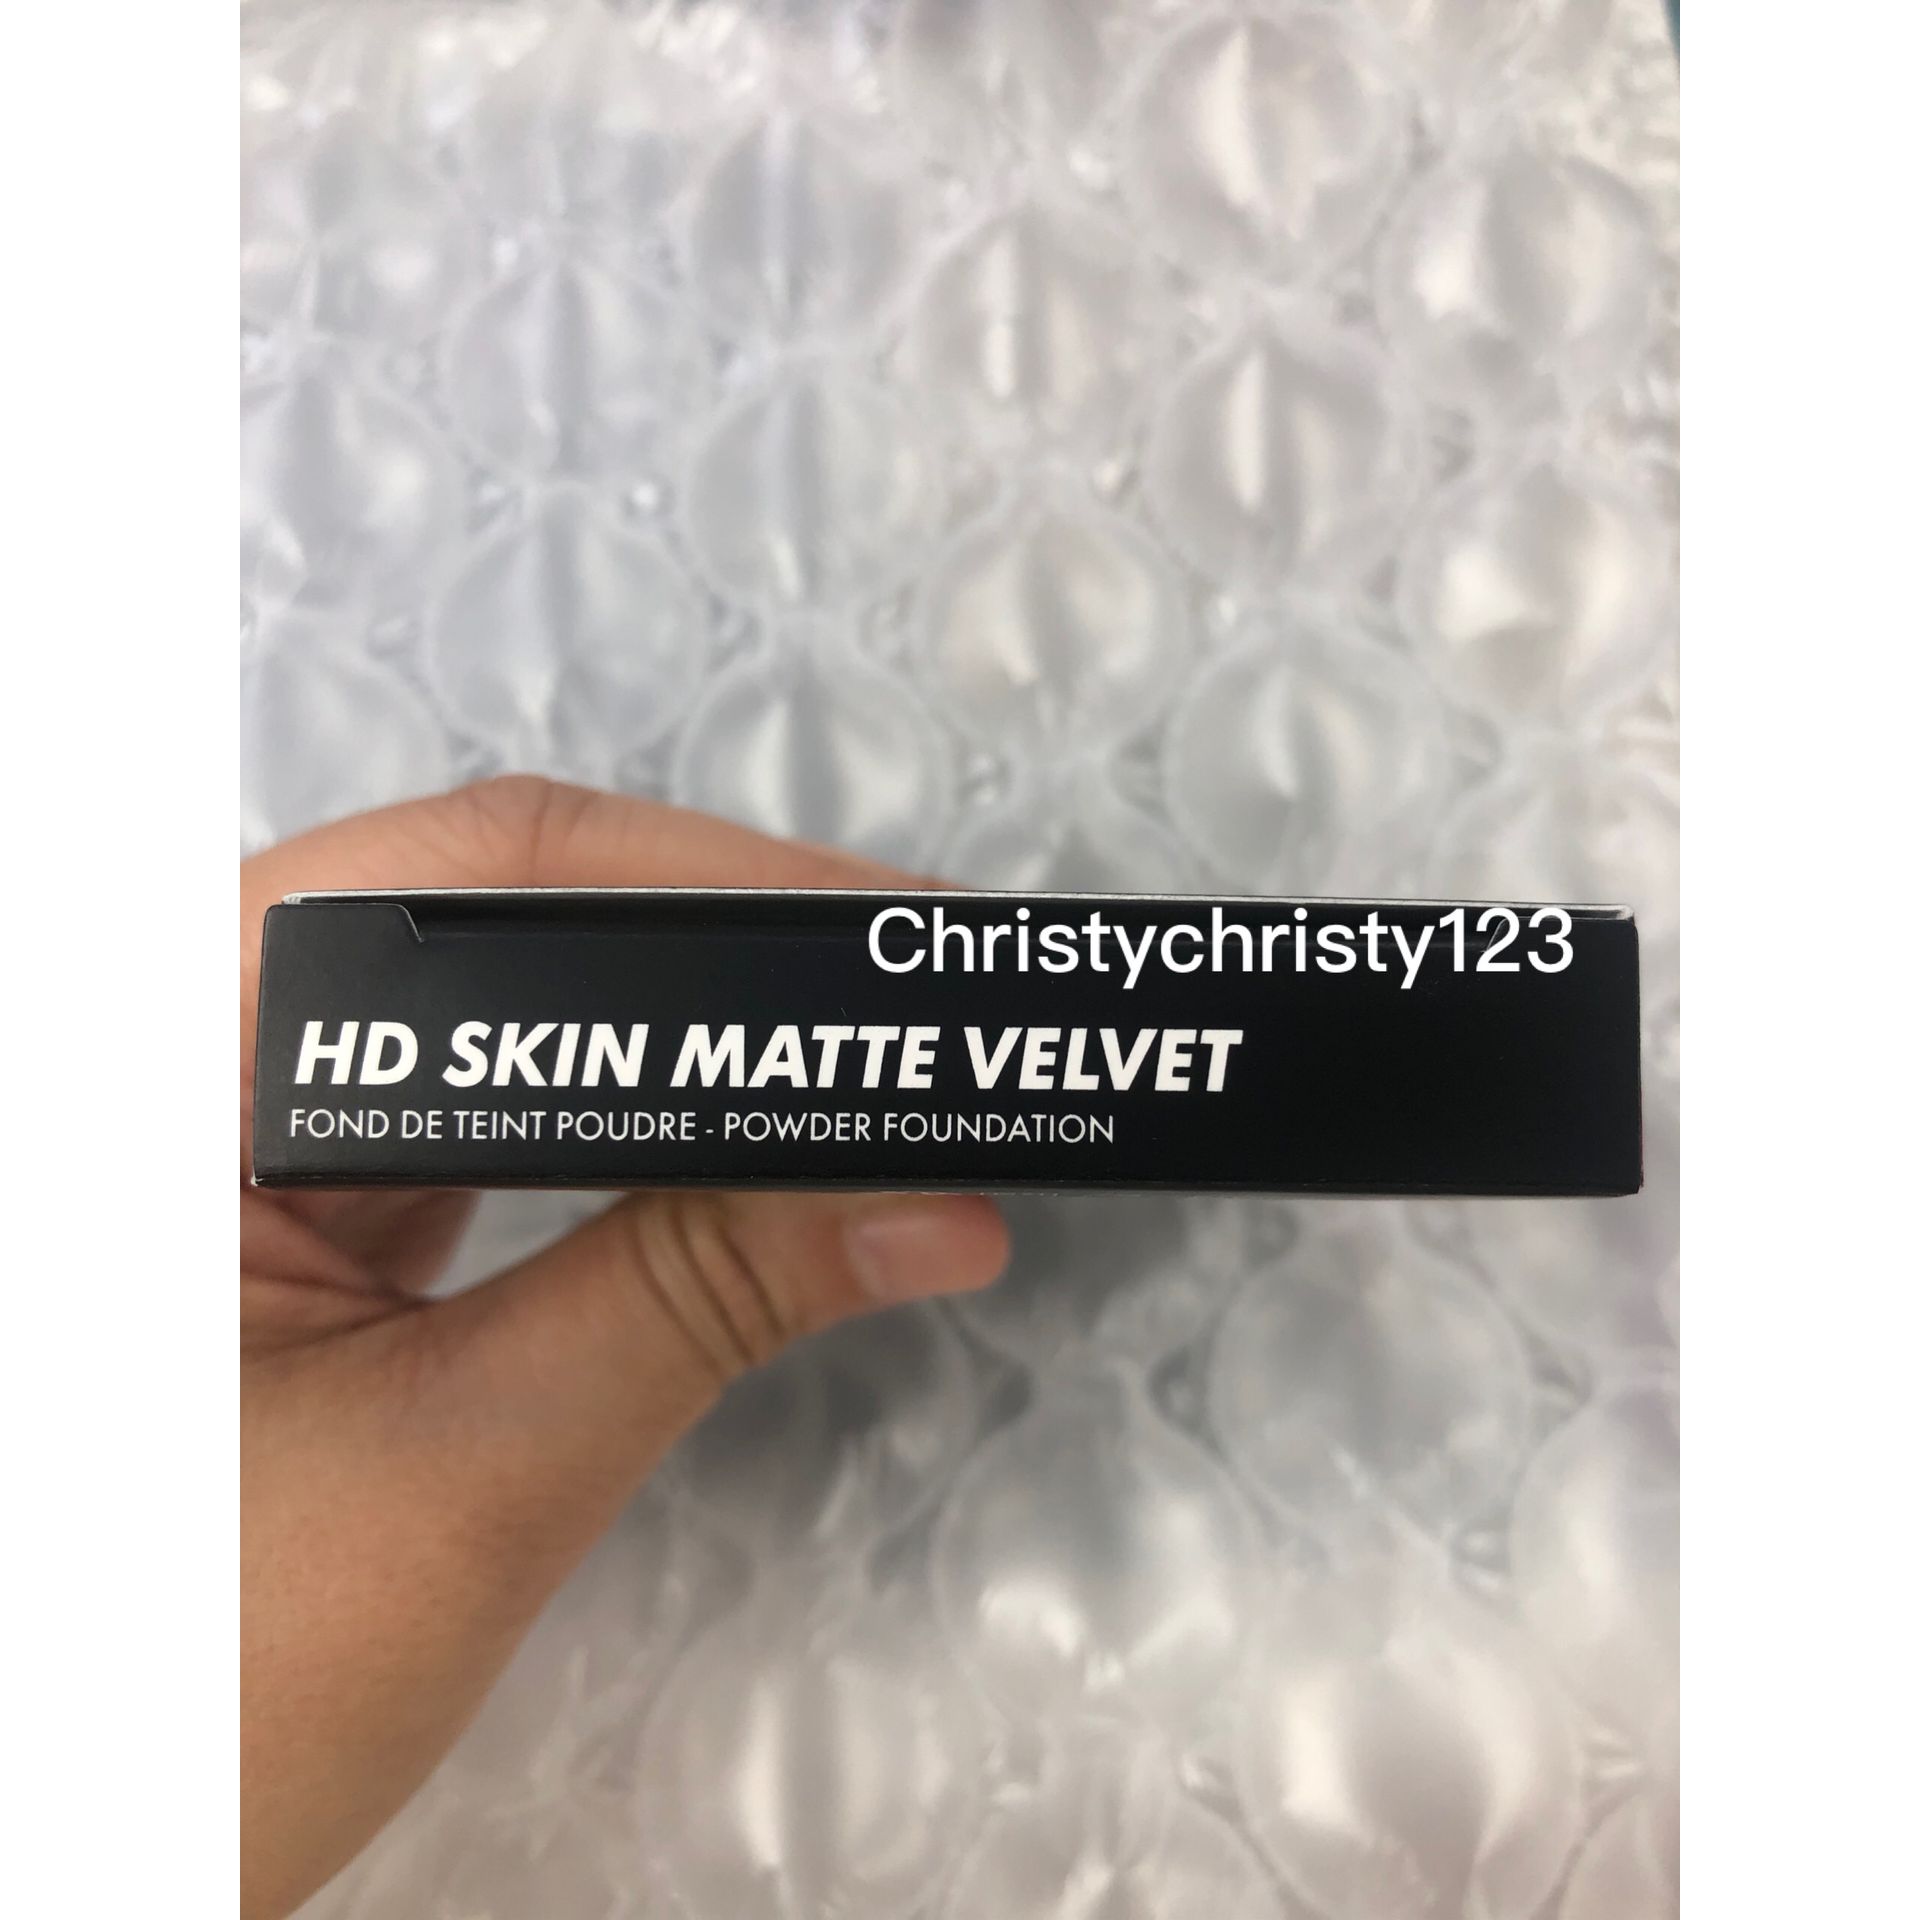 Christychristy123
HD SKIN MATTE VELVET
FOND DE TEINT POUDRE - POWDER FOUNDATION